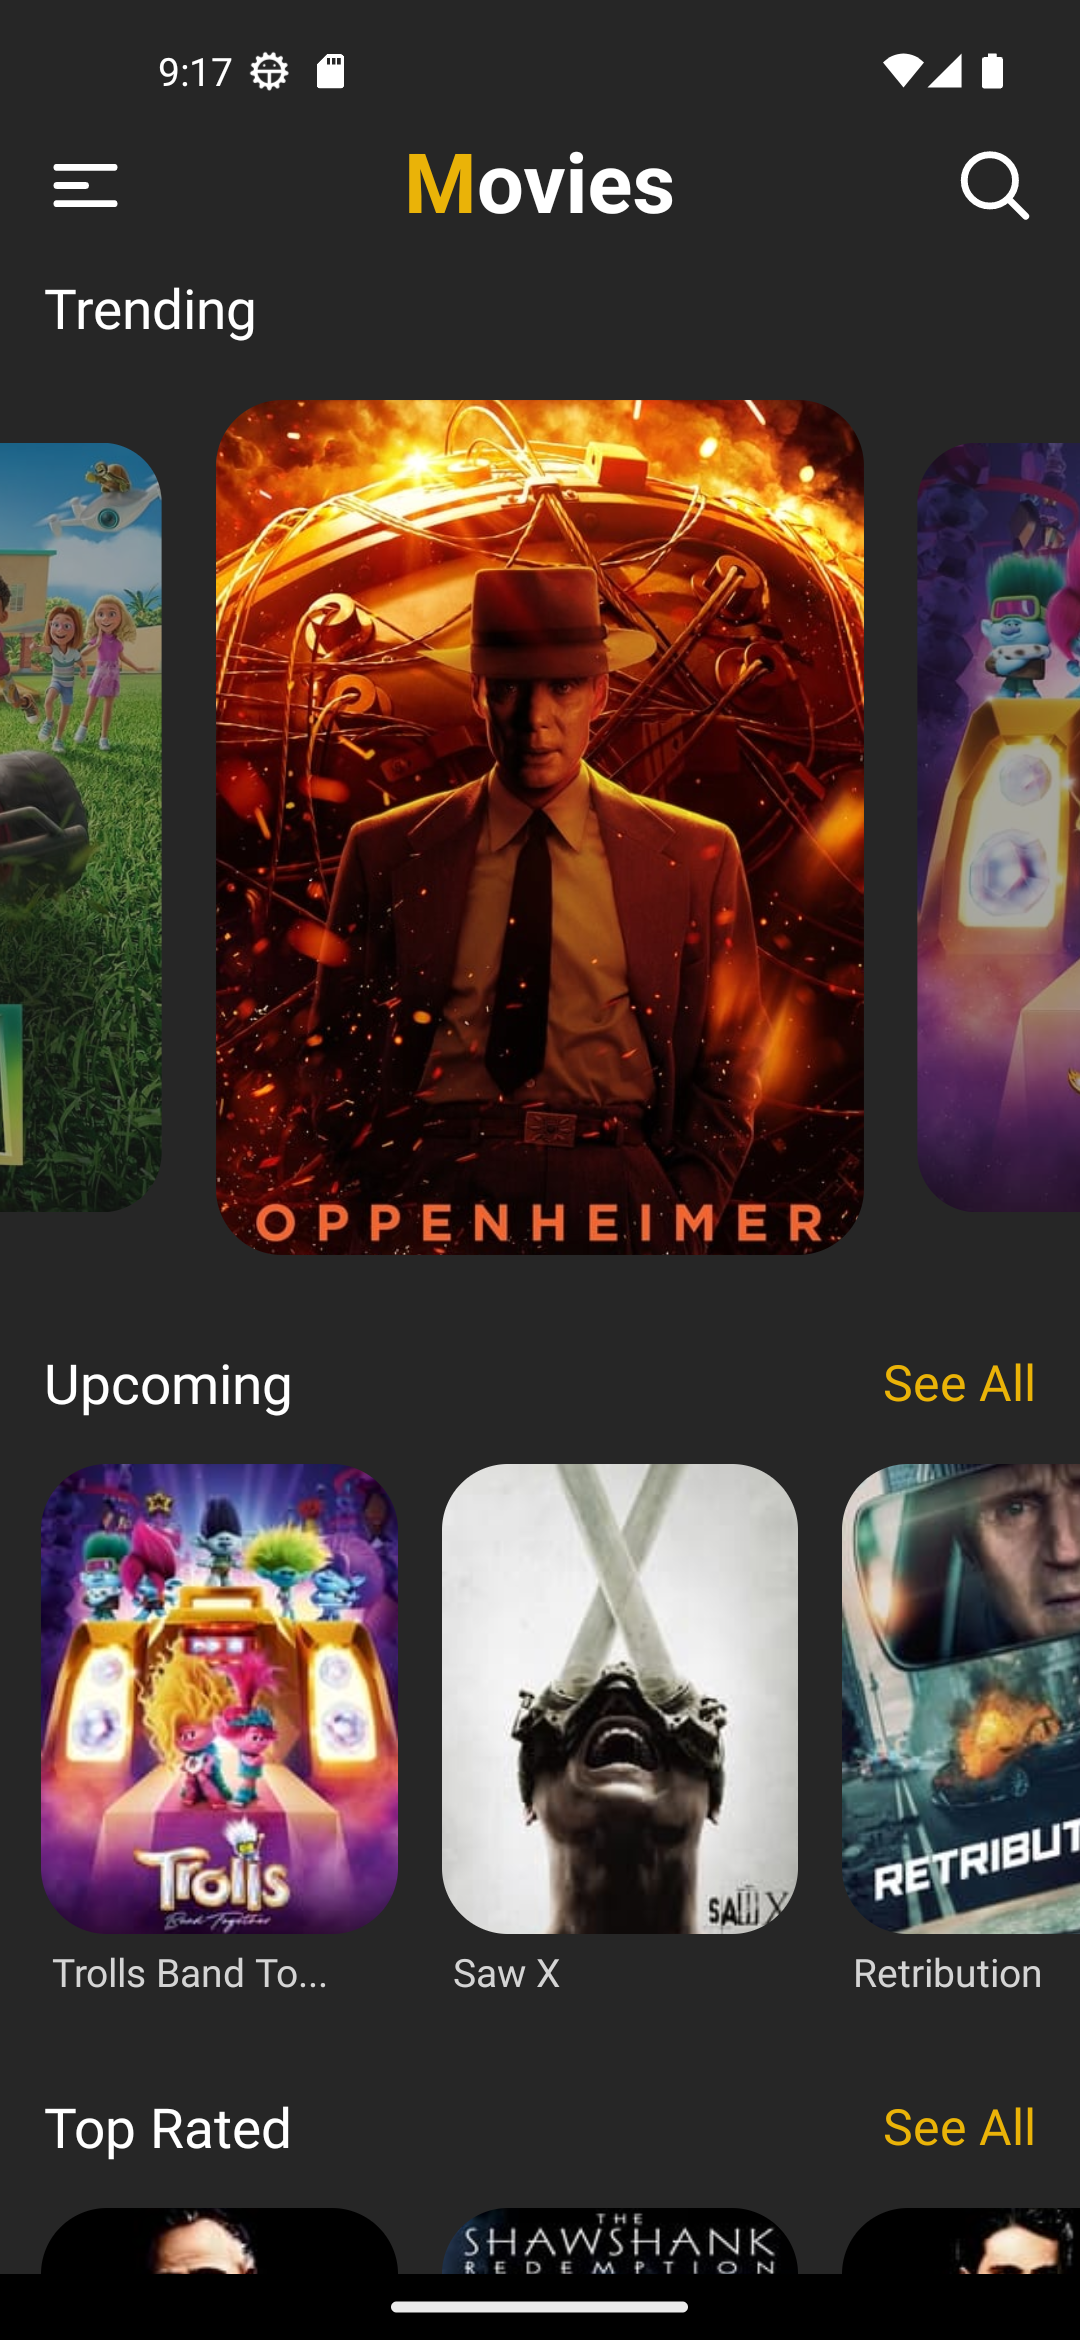 9:17
Movies
Trending
OPPENHEIMER
Upcoming
See All
Trolls
Band Together
SAW X
RETRIBUT
Trolls Band To...
Saw X
Retribution
Top Rated
See All
THE
SHAWSHANK
REDEMPTION